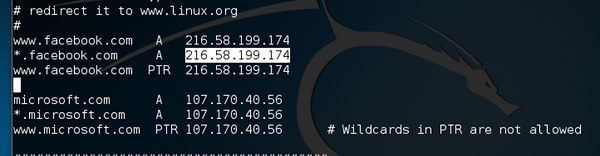 # redirect it to www.linux.org
#
www.facebook.com A 216.58.199.174
*.facebook.com A 216.58.199.174
www.facebook.com PTR 216.58.199.174
microsoft.com A 107.170.40.56
*.microsoft.com A 107.170.40.56
www.microsoft.com PTR 107.170.40.56 # Wildcards in PTR are not allowed